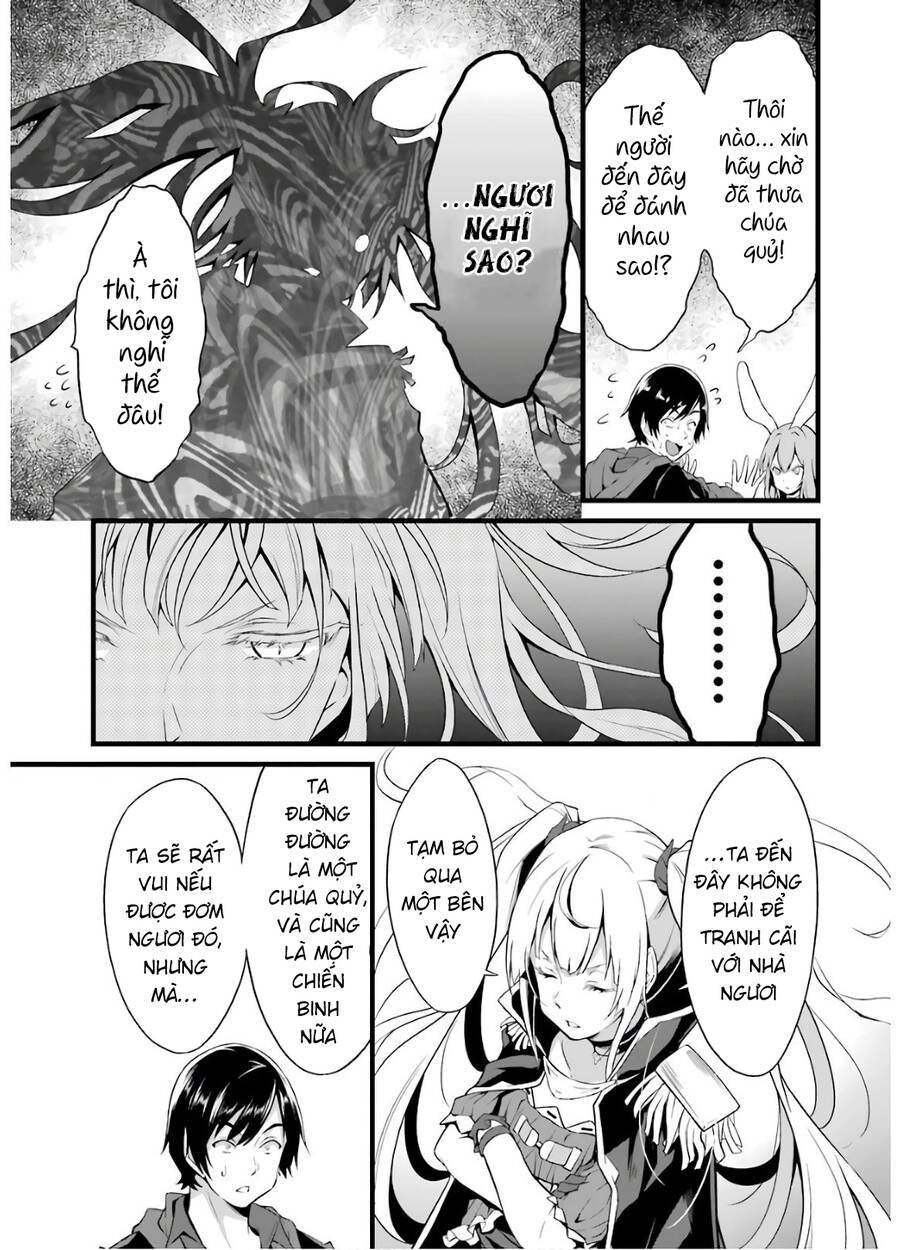 Thôi
nào... xin
hãy chờ
đã thưa
chúa
quỷ!
Thế
người
đến đây
để đánh
nhau
sao!?
...NGƯƠI
NGHĨ
SAO?
À
thì, tôi
không
nghĩ
thế
đâu!
.........
...TA ĐẾN
ĐÂY KHÔNG
PHẢI ĐỂ
TRANH CÃI
VỚI NHÀ
NGƯƠI
TẠM BỎ
QUA
MỘT BÊN
VẬY
TA
ĐƯỜNG
ĐƯỜNG
LÀ MỘT
CHÚA QUỶ,
VÀ CŨNG
LÀ MỘT
CHIẾN
BINH
NỮA
TA SẼ RẤT
VUI NẾU
ĐƯỢC ĐƠM
NGƯƠI ĐÓ,
NHƯNG
MÀ...